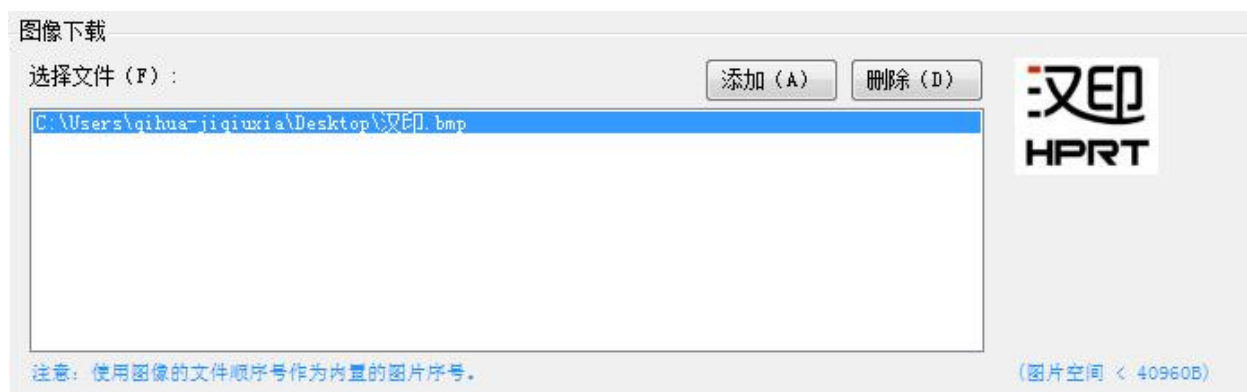 图像下载
选择文件(F):
添加(A)
删除(D)
C:\Users\qihua-jiqiuxia\Desktop\汉印.bmp
汉印
HPRT
注意: 使用图像的文件顺序号作为内置的图片序号。
(图片空间 < 40960B)